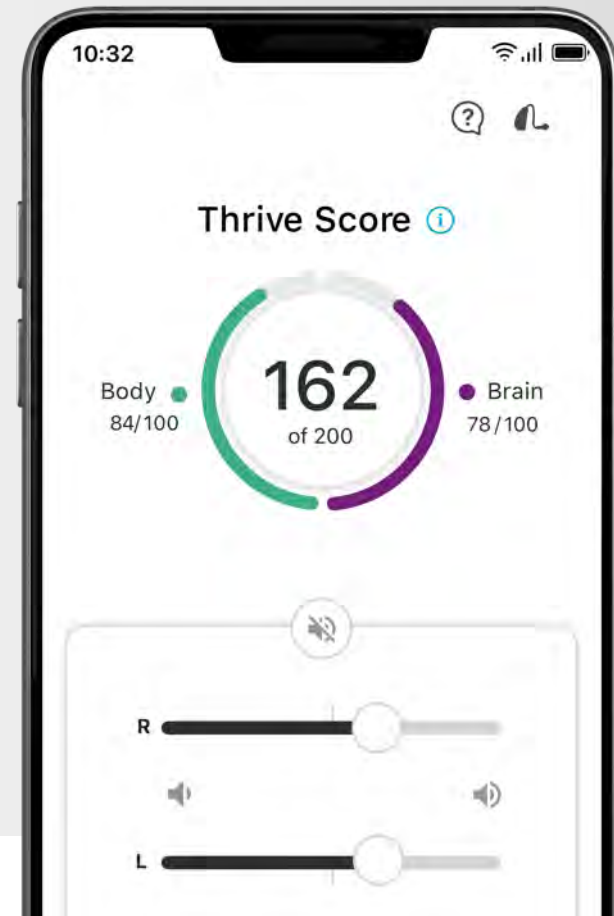 10:32
?
Thrive Score i
Body
84/100
162
of 200
Brain
78/100
R
L